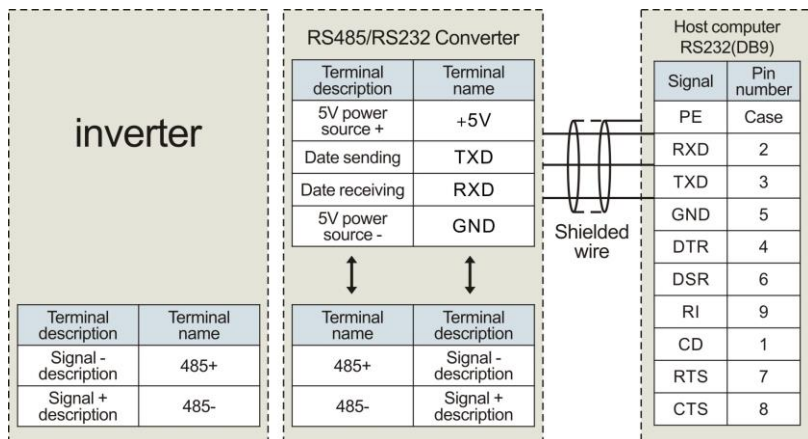 inverter
Terminal description Terminal name
Signal - description 485+
Signal + description 485-
RS485/RS232 Converter
Terminal description Terminal name
5V power source + +5V
Date sending TXD
Date receiving RXD
5V power source - GND
Terminal name Terminal description
485+ Signal - description
485- Signal + description
Shielded
wire
Host computer
RS232(DB9)
Signal Pin number
PE Case
RXD 2
TXD 3
GND 5
DTR 4
DSR 6
RI 9
CD 1
RTS 7
CTS 8